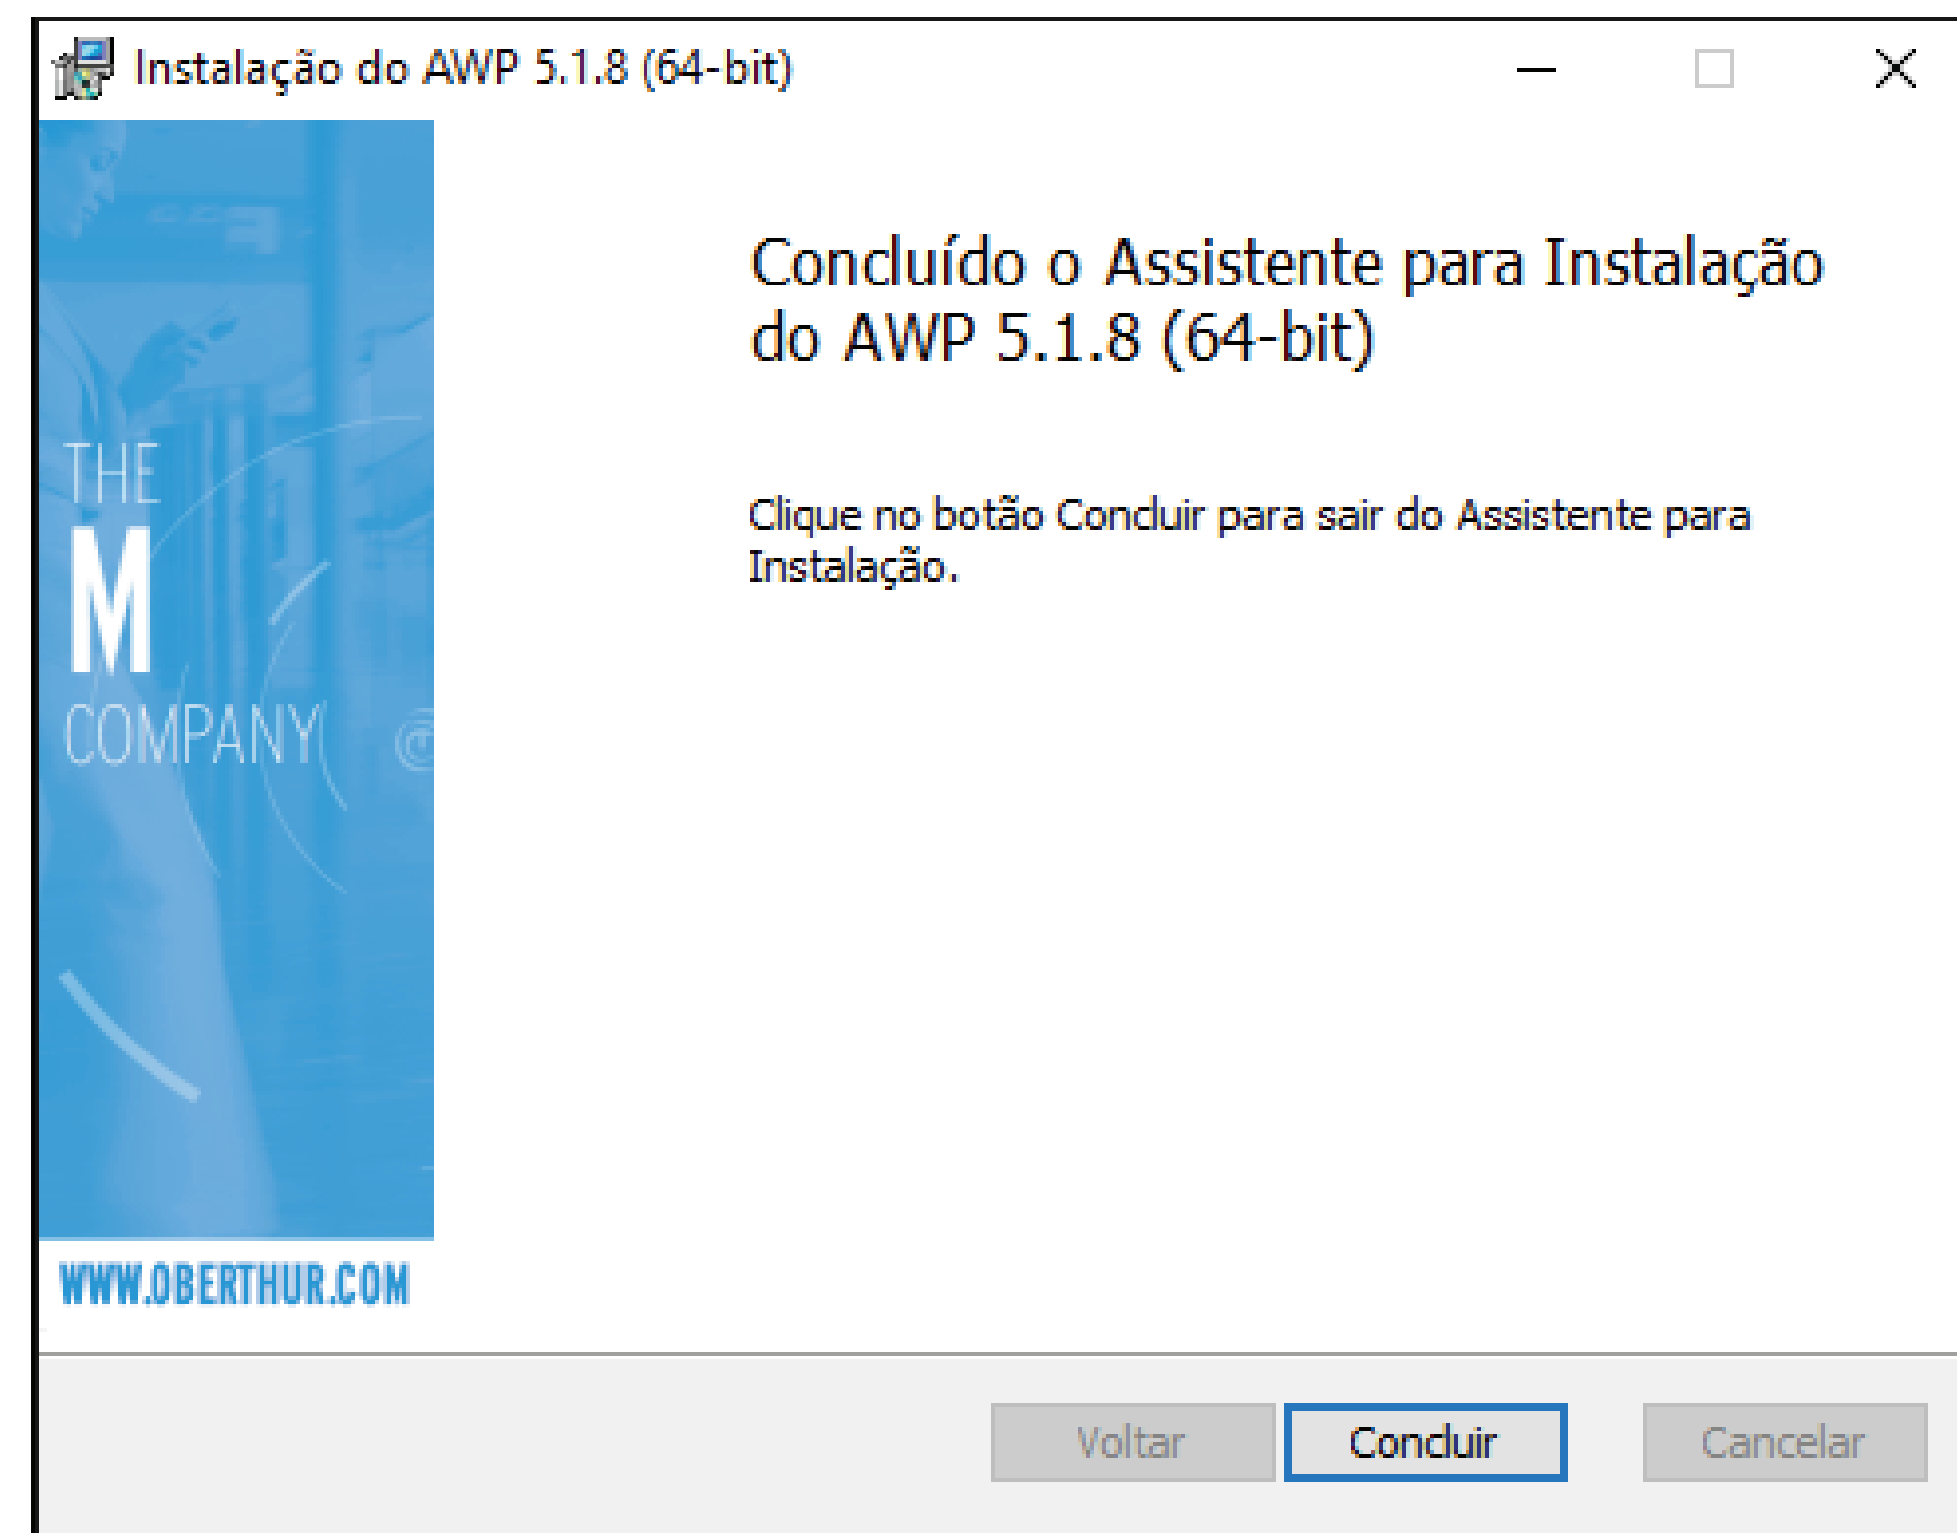 Instalação do AWP 5.1.8 (64-bit)
Concluído o Assistente para Instalação
do AWP 5.1.8 (64-bit)
Clique no botão Concluir para sair do Assistente para
Instalação.
THE
M
COMPANY
WWW.OBERTHUR.COM
Voltar
Concluir
Cancelar